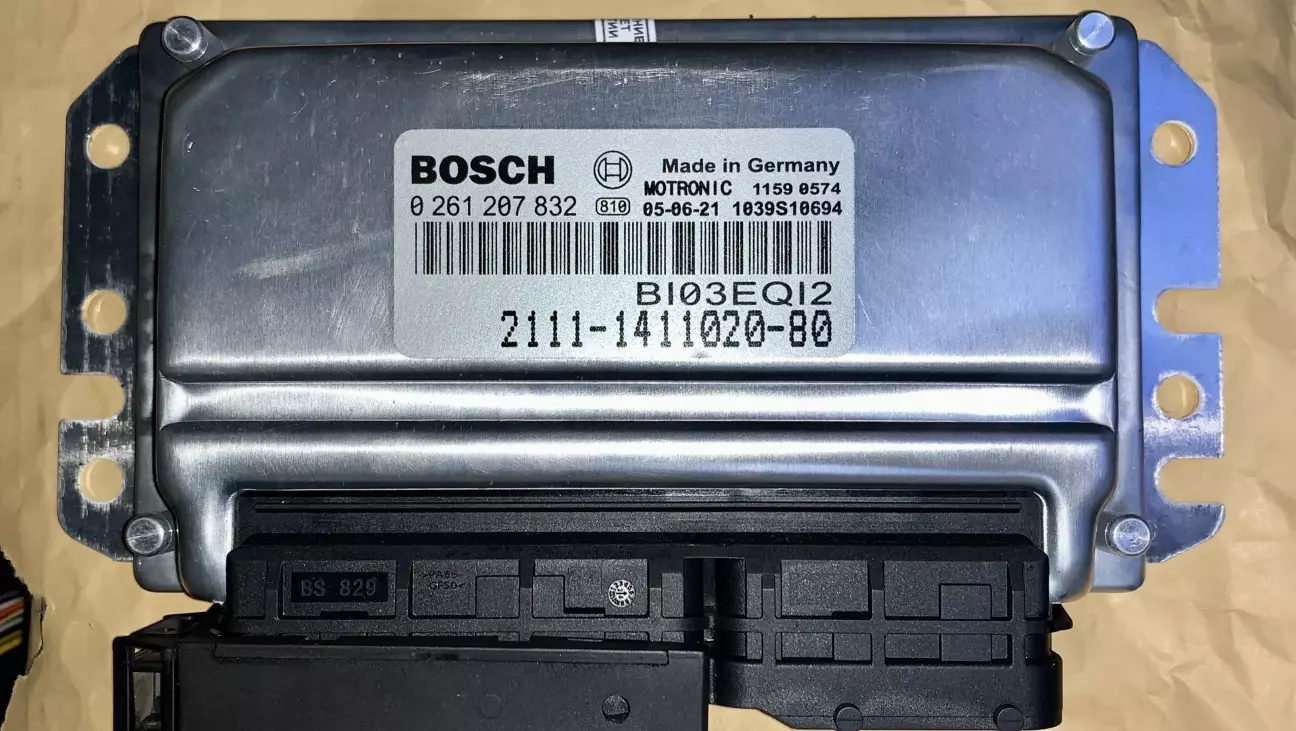 BOSCH Made in Germany
MOTRONIC 1159 0574
0 261 207 832 810 05-06-21 1039S10694
BI03EQI2
2111-1411020-80
BS 829